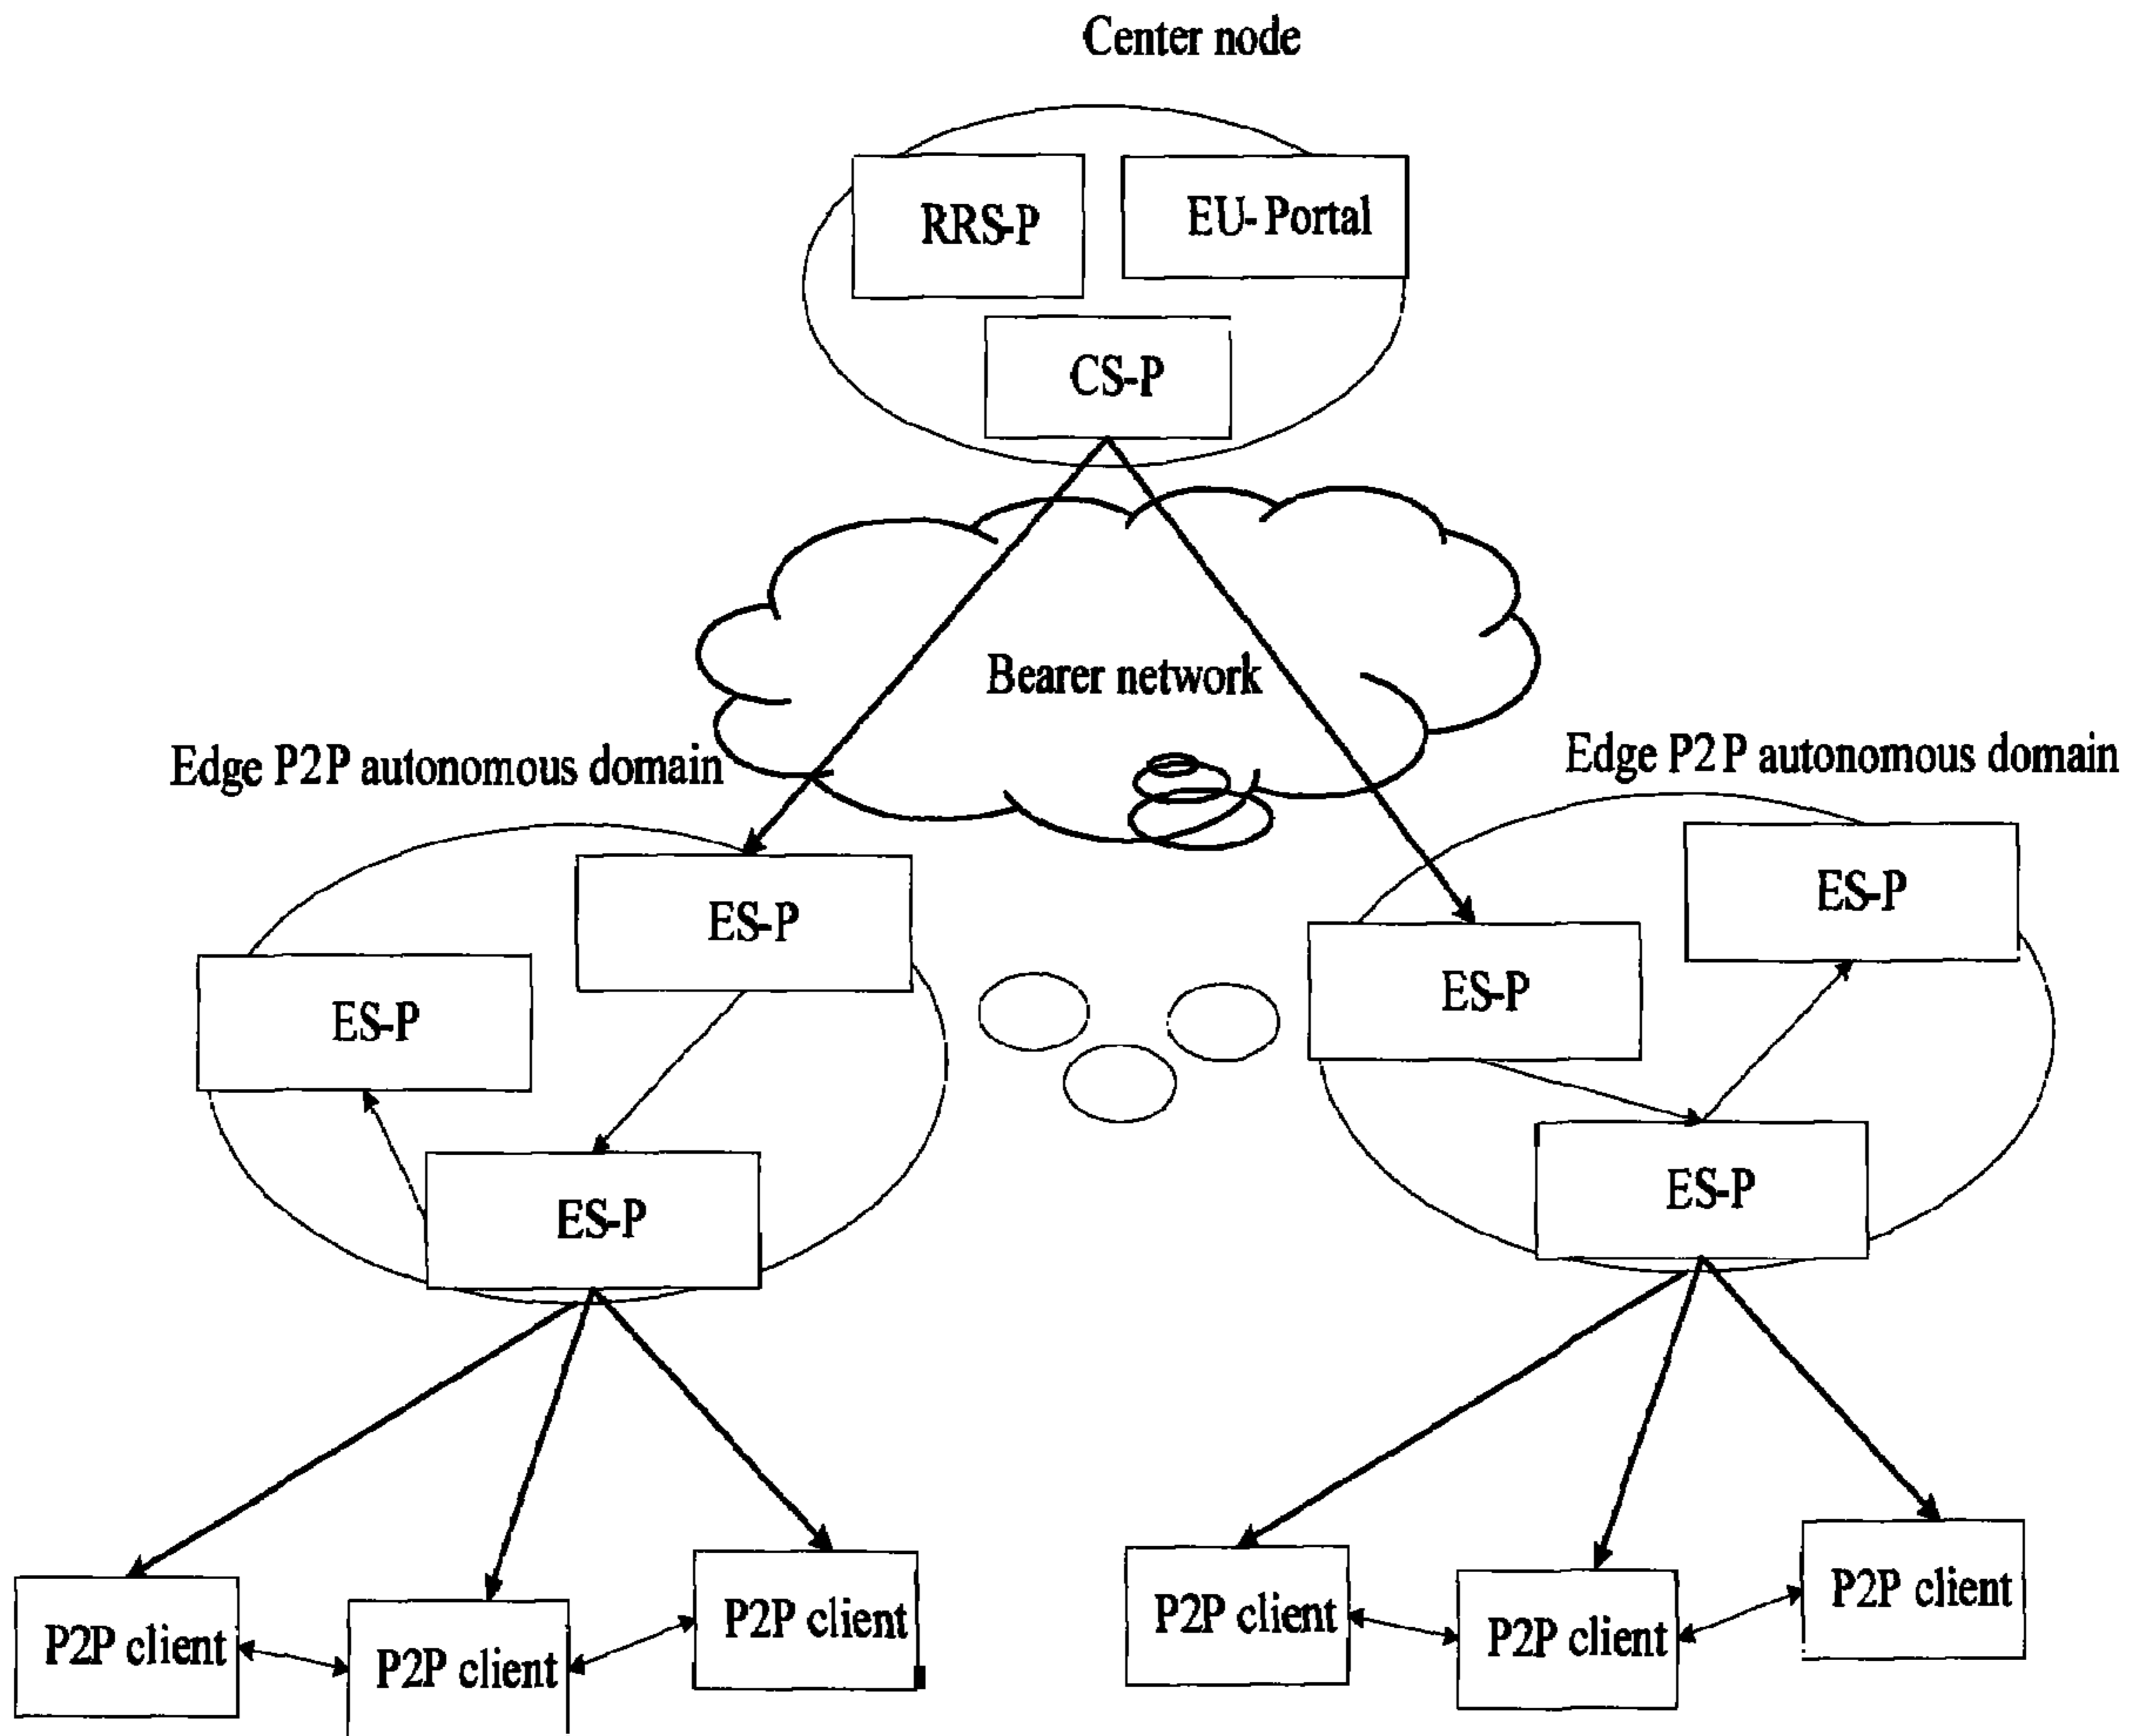 Center node
RRS-P
EU-Portal
CS-P
Bearer network
Edge P2P autonomous domain
Edge P2P autonomous domain
ES-P
ES-P
ES-P
ES-P
ES-P
ES-P
P2P client
P2P client
P2P client
P2P client
P2P client
P2P client